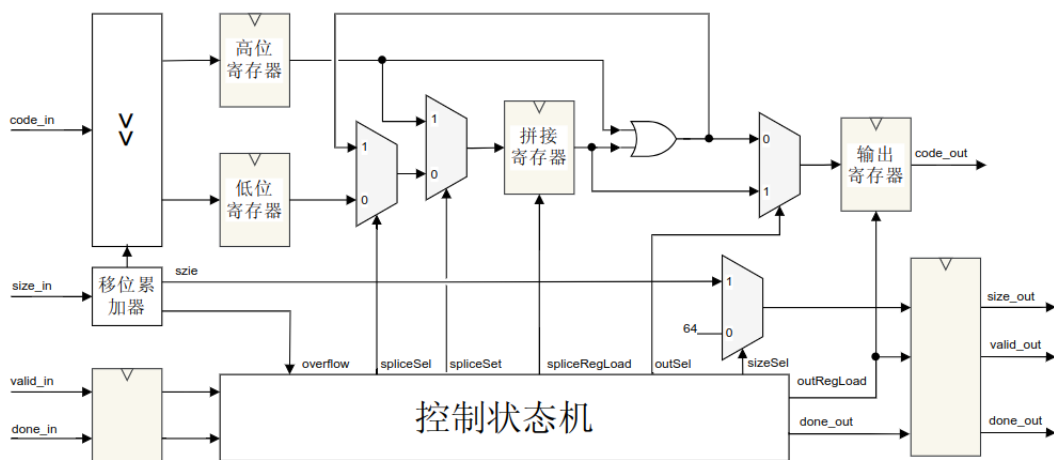 高位
寄存器
code_in
>>
1
0
低位
寄存器
1
0
拼接
寄存器
0
1
输出
寄存器
code_out
size_in
移位累
加器
szie
64
1
0
size_out
valid_out
done_out
overflow
spliceSel
spliceSet
spliceRegLoad
outSel
sizeSel
outRegLoad
valid_in
done_in
控制状态机
done_out